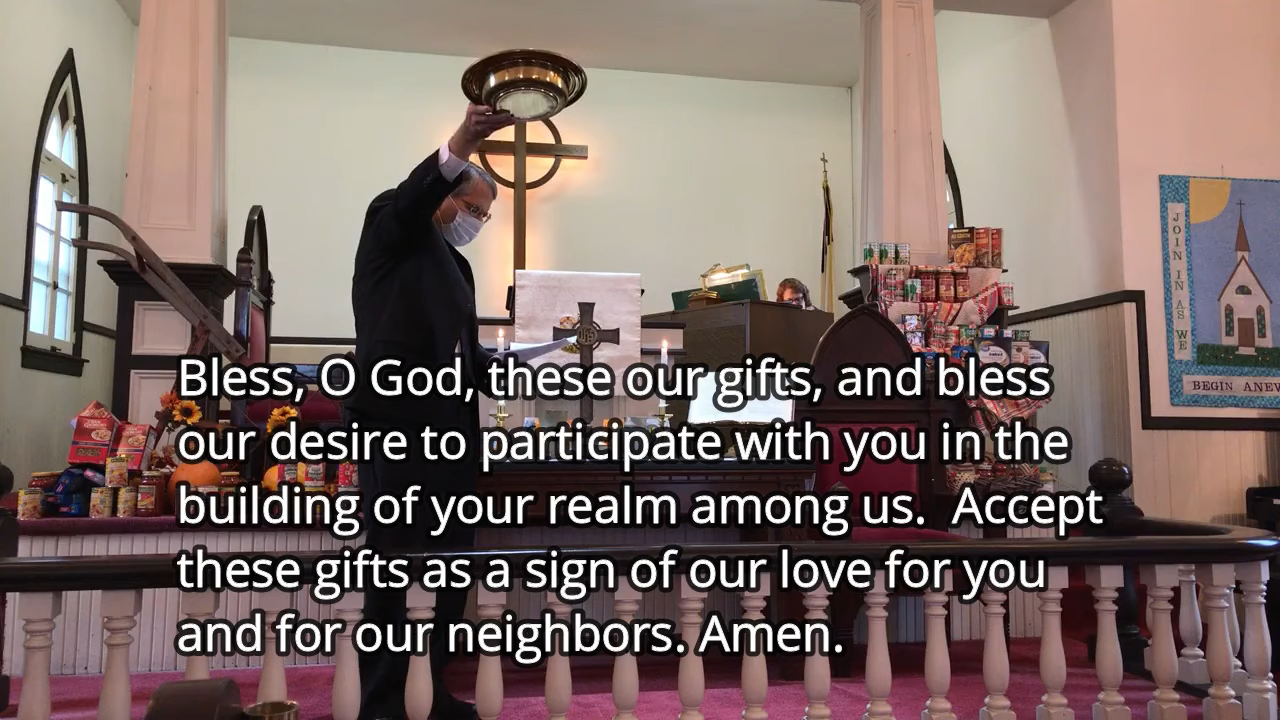 JOIN IN AS WE
BEGIN ANEW
Bless, O God, these our gifts, and bless
our desire to participate with you in the
building of your realm among us.  Accept
these gifts as a sign of our love for you
and for our neighbors. Amen.